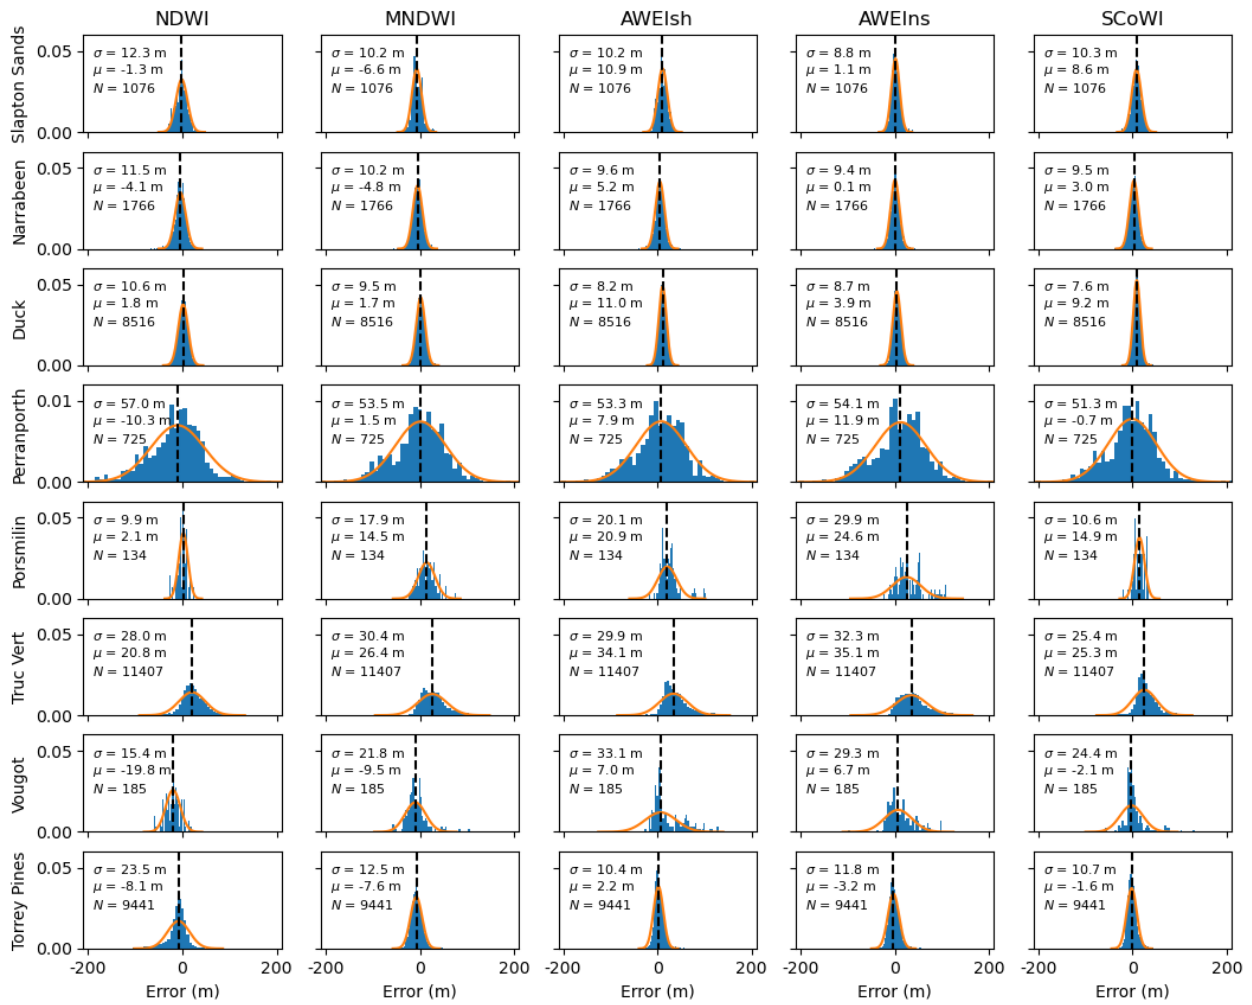 NDWI MNDWI AWEIsh AWEIns SCoWI
Slapton Sands
0.05
0.00
σ = 12.3 m
μ = -1.3 m
N = 1076
σ = 10.2 m
μ = -6.6 m
N = 1076
σ = 10.2 m
μ = 10.9 m
N = 1076
σ = 8.8 m
μ = 1.1 m
N = 1076
σ = 10.3 m
μ = 8.6 m
N = 1076
Narrabeen
0.05
0.00
σ = 11.5 m
μ = -4.1 m
N = 1766
σ = 10.2 m
μ = -4.8 m
N = 1766
σ = 9.6 m
μ = 5.2 m
N = 1766
σ = 9.4 m
μ = 0.1 m
N = 1766
σ = 9.5 m
μ = 3.0 m
N = 1766
Duck
0.05
0.00
σ = 10.6 m
μ = 1.8 m
N = 8516
σ = 9.5 m
μ = 1.7 m
N = 8516
σ = 8.2 m
μ = 11.0 m
N = 8516
σ = 8.7 m
μ = 3.9 m
N = 8516
σ = 7.6 m
μ = 9.2 m
N = 8516
Perranporth
0.01
0.00
σ = 57.0 m
μ = -10.3 m
N = 725
σ = 53.5 m
μ = 1.5 m
N = 725
σ = 53.3 m
μ = 7.9 m
N = 725
σ = 54.1 m
μ = 11.9 m
N = 725
σ = 51.3 m
μ = -0.7 m
N = 725
Porsmilin
0.05
0.00
σ = 9.9 m
μ = 2.1 m
N = 134
σ = 17.9 m
μ = 14.5 m
N = 134
σ = 20.1 m
μ = 20.9 m
N = 134
σ = 29.9 m
μ = 24.6 m
N = 134
σ = 10.6 m
μ = 14.9 m
N = 134
Truc Vert
0.05
0.00
σ = 28.0 m
μ = 20.8 m
N = 11407
σ = 30.4 m
μ = 26.4 m
N = 11407
σ = 29.9 m
μ = 34.1 m
N = 11407
σ = 32.3 m
μ = 35.1 m
N = 11407
σ = 25.4 m
μ = 25.3 m
N = 11407
Vougot
0.05
0.00
σ = 15.4 m
μ = -19.8 m
N = 185
σ = 21.8 m
μ = -9.5 m
N = 185
σ = 33.1 m
μ = 7.0 m
N = 185
σ = 29.3 m
μ = 6.7 m
N = 185
σ = 24.4 m
μ = -2.1 m
N = 185
Torrey Pines
0.05
0.00
σ = 23.5 m
μ = -8.1 m
N = 9441
σ = 12.5 m
μ = -7.6 m
N = 9441
σ = 10.4 m
μ = 2.2 m
N = 9441
σ = 11.8 m
μ = -3.2 m
N = 9441
σ = 10.7 m
μ = -1.6 m
N = 9441
-200 0 200 -200 0 200 -200 0 200 -200 0 200 -200 0 200
Error (m) Error (m) Error (m) Error (m) Error (m)